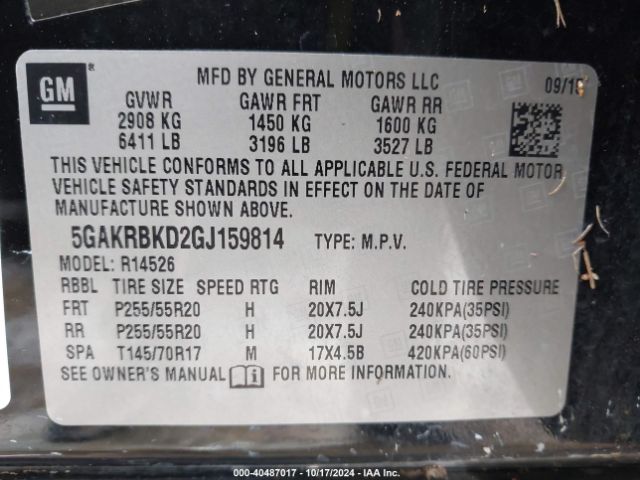 GM ®
MFD BY GENERAL MOTORS LLC 09/15
GVWR GAWR FRT GAWR RR
2908 KG 1450 KG 1600 KG
6411 LB 3196 LB 3527 LB
THIS VEHICLE CONFORMS TO ALL APPLICABLE U.S. FEDERAL MOTOR
VEHICLE SAFETY STANDARDS IN EFFECT ON THE DATE OF
MANUFACTURE SHOWN ABOVE.
5GAKRBKD2GJ159814 TYPE: M.P.V.
MODEL: R14526
RBBL TIRE SIZE SPEED RTG RIM COLD TIRE PRESSURE
FRT P255/55R20 H 20X7.5J 240KPA(35PSI)
RR P255/55R20 H 20X7.5J 240KPA(35PSI)
SPA T145/70R17 M 17X4.5B 420KPA(60PSI)
SEE OWNER'S MANUAL FOR MORE INFORMATION.
000-40487017 - 10/17/2024 - IAA Inc.